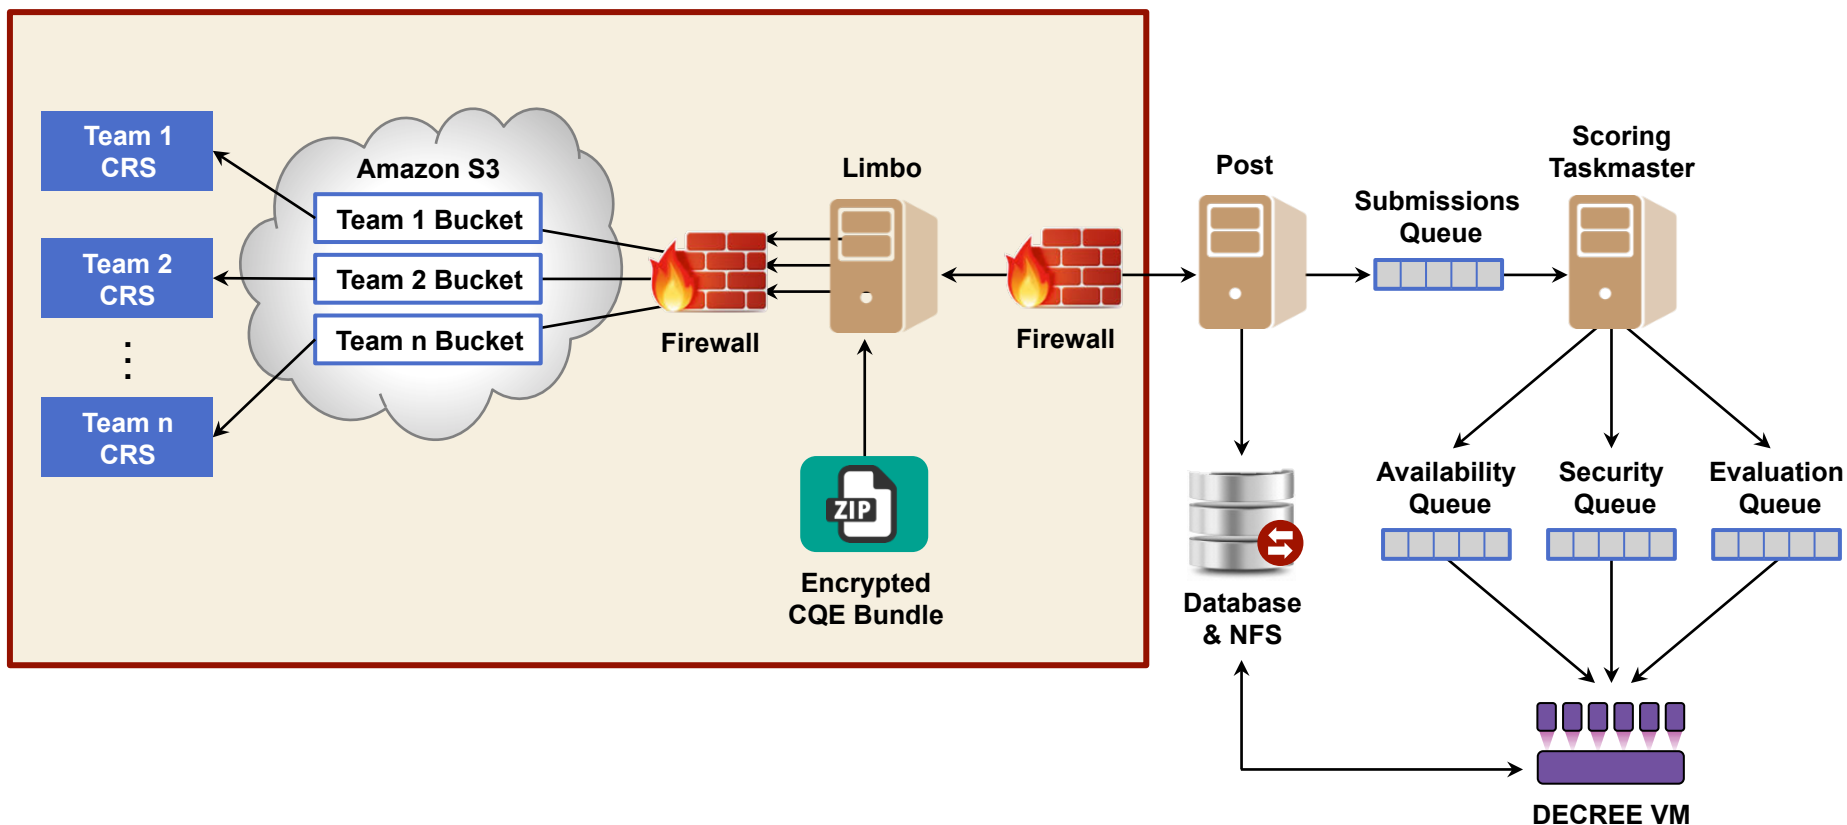 Team 1
CRS
Team 2
CRS
Team n
CRS
Amazon S3
Team 1 Bucket
Team 2 Bucket
Team n Bucket
Firewall
Limbo
ZIP
Encrypted
CQE Bundle
Firewall
Post
Database
& NFS
Submissions
Queue
Scoring
Taskmaster
Availability
Queue
Security
Queue
Evaluation
Queue
DECREE VM